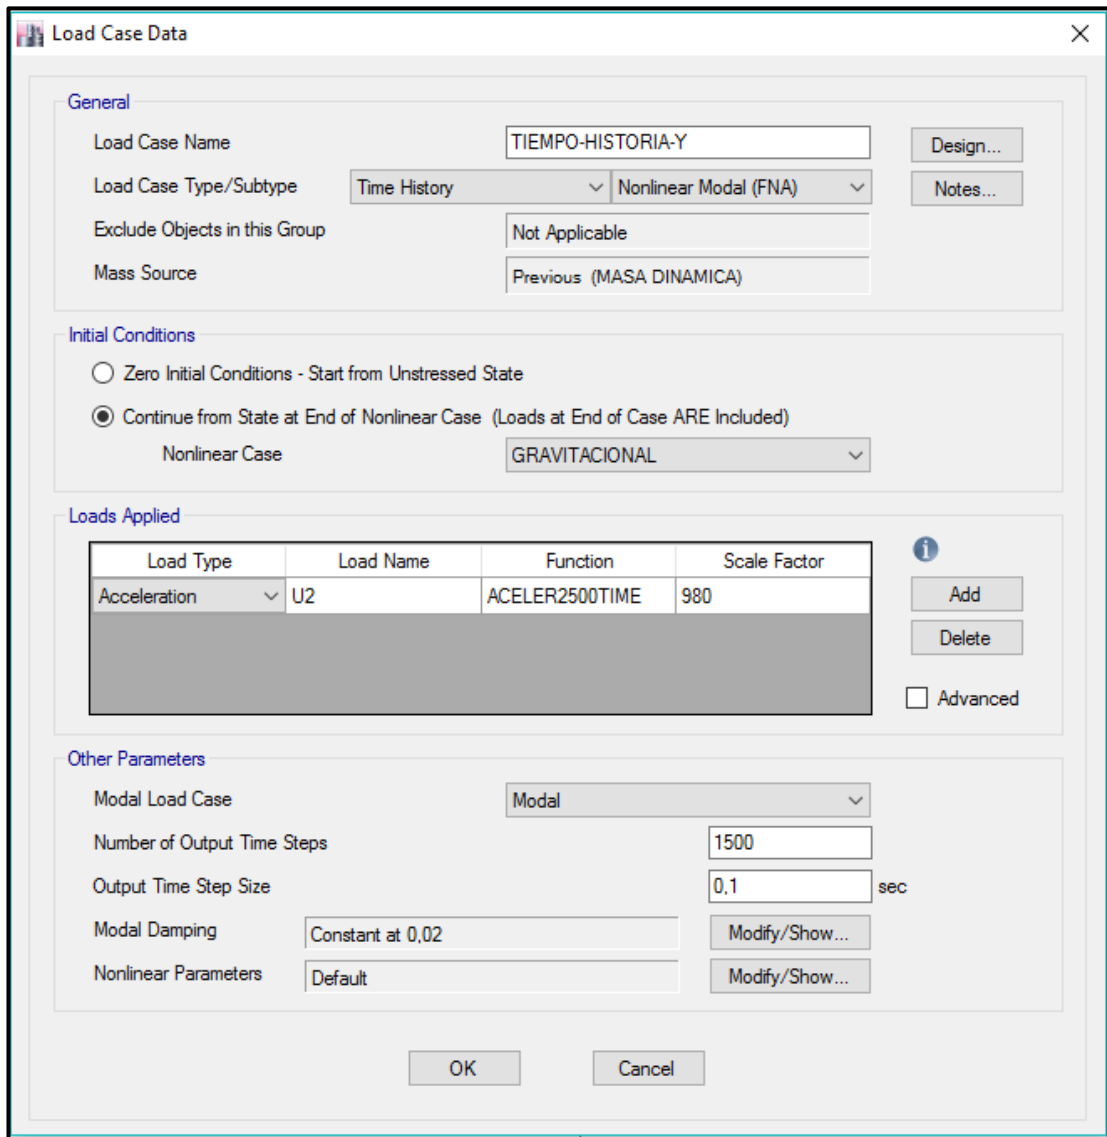 Load Case Data
General
Load Case Name TIEMPO-HISTORIA-Y Design...
Load Case Type/Subtype Time History Nonlinear Modal (FNA) Notes...
Exclude Objects in this Group Not Applicable
Mass Source Previous (MASA DINAMICA)
Initial Conditions
Zero Initial Conditions - Start from Unstressed State
Continue from State at End of Nonlinear Case (Loads at End of Case ARE Included)
Nonlinear Case GRAVITACIONAL
Loads Applied
Load Type Load Name Function Scale Factor
Acceleration U2 ACELER2500TIME 980
Add
Delete
Advanced
Other Parameters
Modal Load Case Modal
Number of Output Time Steps 1500
Output Time Step Size 0,1 sec
Modal Damping Constant at 0,02 Modify/Show...
Nonlinear Parameters Default Modify/Show...
OK Cancel